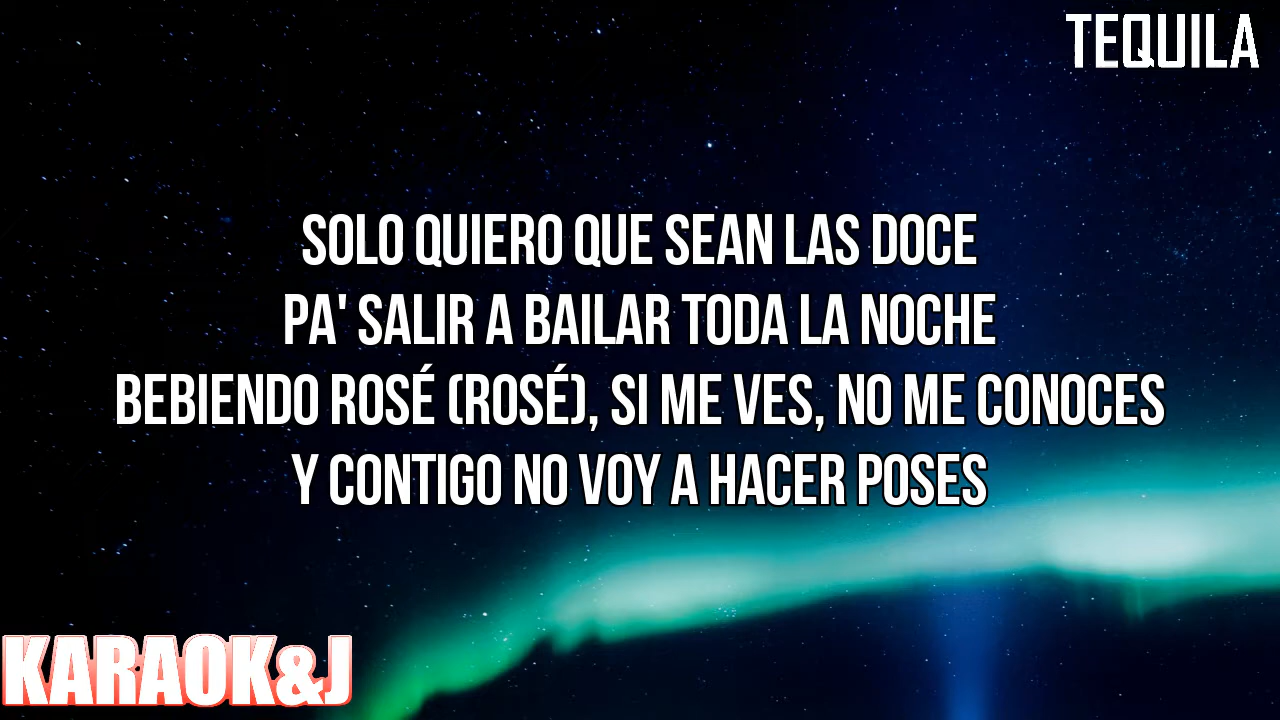 TEQUILA
SOLO QUIERO QUE SEAN LAS DOCE
PA' SALIR A BAILAR TODA LA NOCHE
BEBIENDO ROSÉ (ROSÉ), SI ME VES, NO ME CONOCES
Y CONTIGO NO VOY A HACER POSES
KARAOK&J